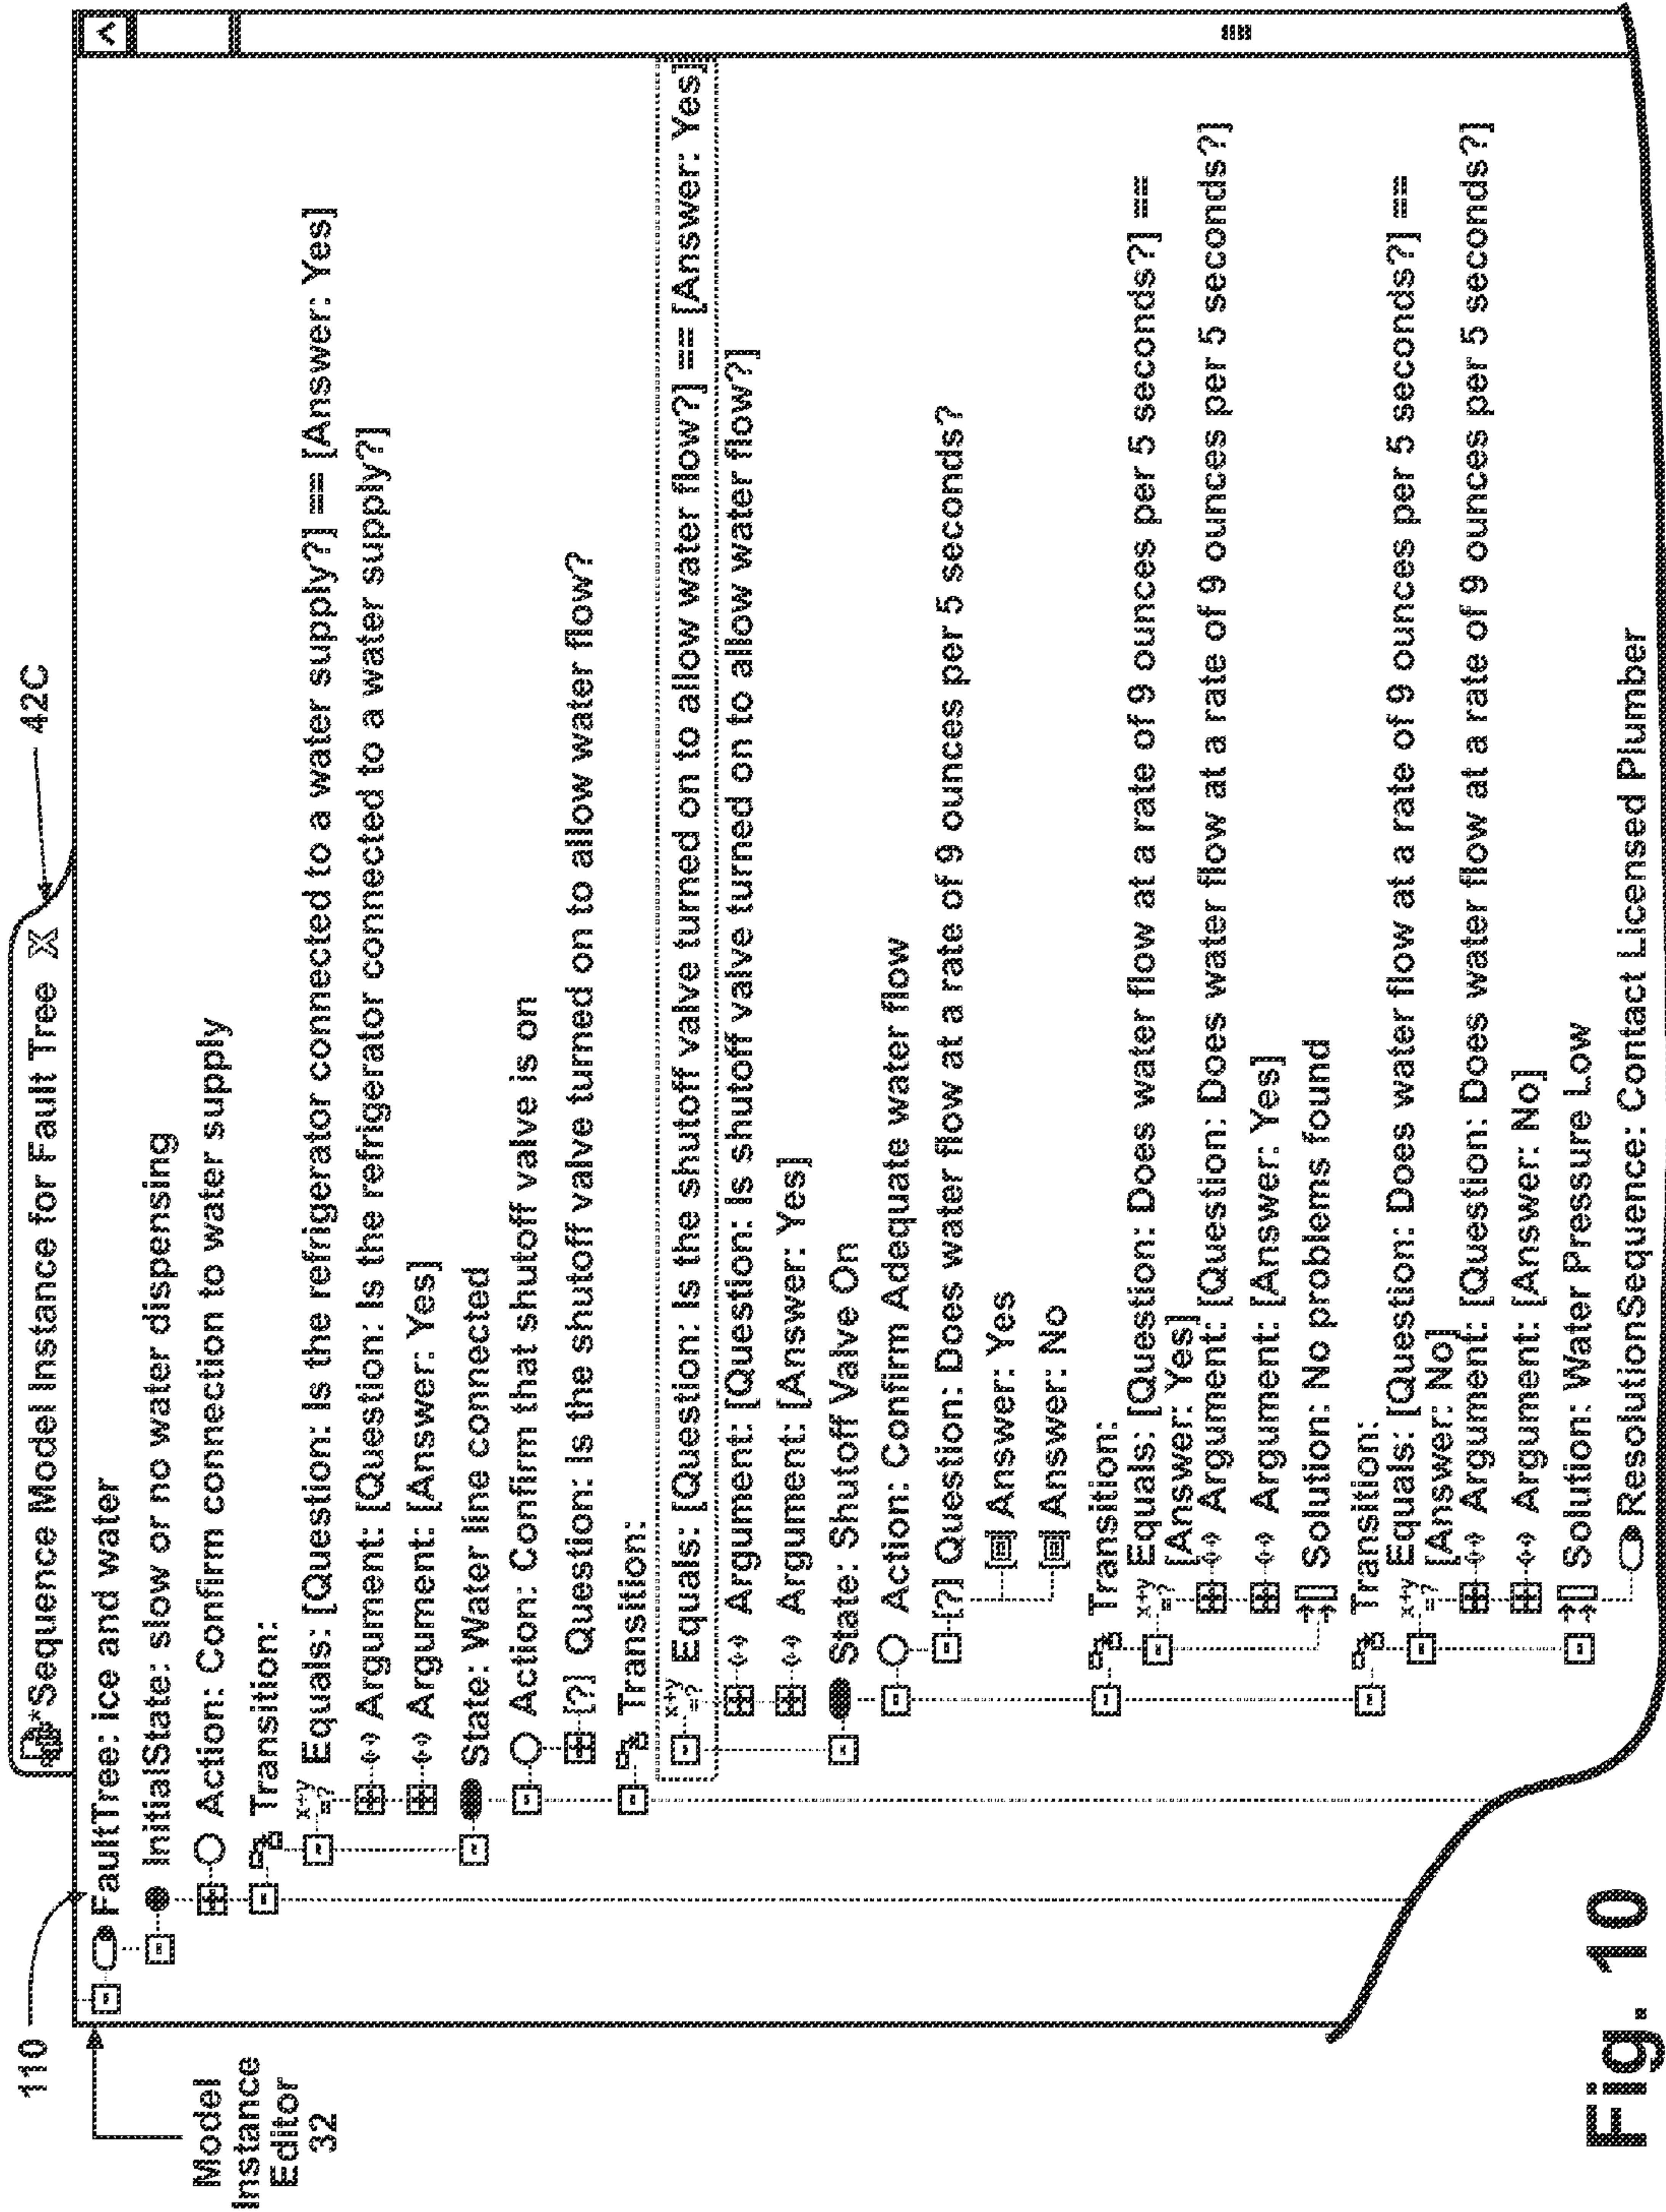 110
42C
*Sequence Model Instance for Fault Tree X
Model
Instance
Editor
32
FaultTree: ice and water
InitialState: slow or no water dispensing
Action: Confirm connection to water supply
Transition:
x+y
=?
Equals: [Question: Is the refrigerator connected to a water supply?] == [Answer: Yes]
Argument: [Question: Is the refrigerator connected to a water supply?]
Argument: [Answer: Yes]
State: Water line connected
Action: Confirm that shutoff valve is on
[?] Question: Is the shutoff valve turned on to allow water flow?
Transition:
x+y
=?
Equals: [Question: Is the shutoff valve turned on to allow water flow?] == [Answer: Yes]
Argument: [Question: Is shutoff valve turned on to allow water flow?]
Argument: [Answer: Yes]
State: Shutoff Valve On
Action: Confirm Adequate water flow
[?] Question: Does water flow at a rate of 9 ounces per 5 seconds?
Answer: Yes
Answer: No
Transition:
x+y
=?
Equals: [Question: Does water flow at a rate of 9 ounces per 5 seconds?] ==
[Answer: Yes]
Argument: [Question: Does water flow at a rate of 9 ounces per 5 seconds?]
Argument: [Answer: Yes]
Solution: No problems found
Transition:
x+y
=?
Equals: [Question: Does water flow at a rate of 9 ounces per 5 seconds?] ==
[Answer: No]
Argument: [Question: Does water flow at a rate of 9 ounces per 5 seconds?]
Argument: [Answer: No]
Solution: Water Pressure Low
ResolutionSequence: Contact Licensed Plumber
Fig. 10